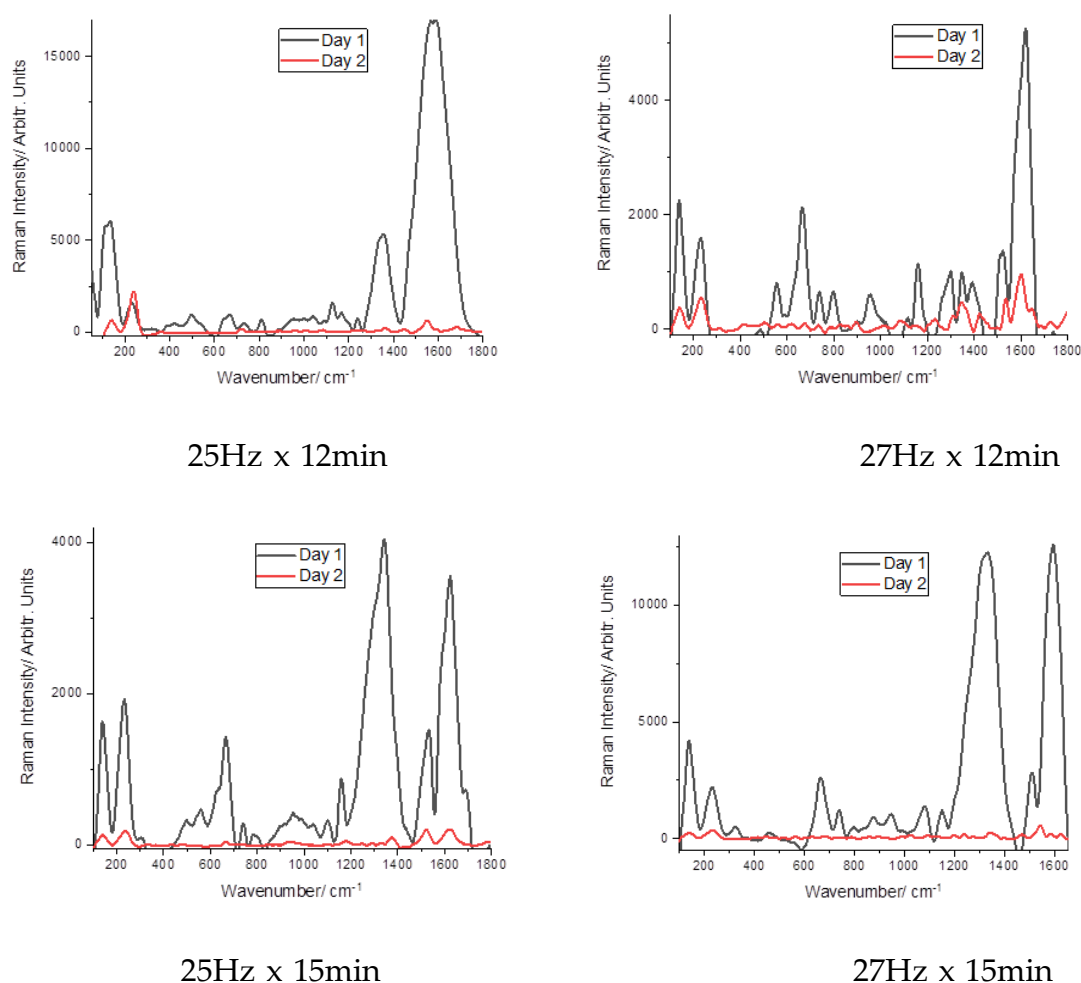 Raman Intensity/ Arbitr. Units
15000
10000
5000
0
Day 1
Day 2
200 400 600 800 1000 1200 1400 1600 1800
Wavenumber/ cm-1
25Hz x 12min
Raman Intensity/ Arbitr. Units
4000
2000
0
Day 1
Day 2
200 400 600 800 1000 1200 1400 1600 1800
Wavenumber/ cm-1
27Hz x 12min
Raman Intensity/ Arbitr. Units
4000
2000
0
Day 1
Day 2
200 400 600 800 1000 1200 1400 1600 1800
Wavenumber/ cm-1
25Hz x 15min
Raman Intensity/ Arbitr. Units
10000
5000
0
Day 1
Day 2
200 400 600 800 1000 1200 1400 1600
Wavenumber/ cm-1
27Hz x 15min